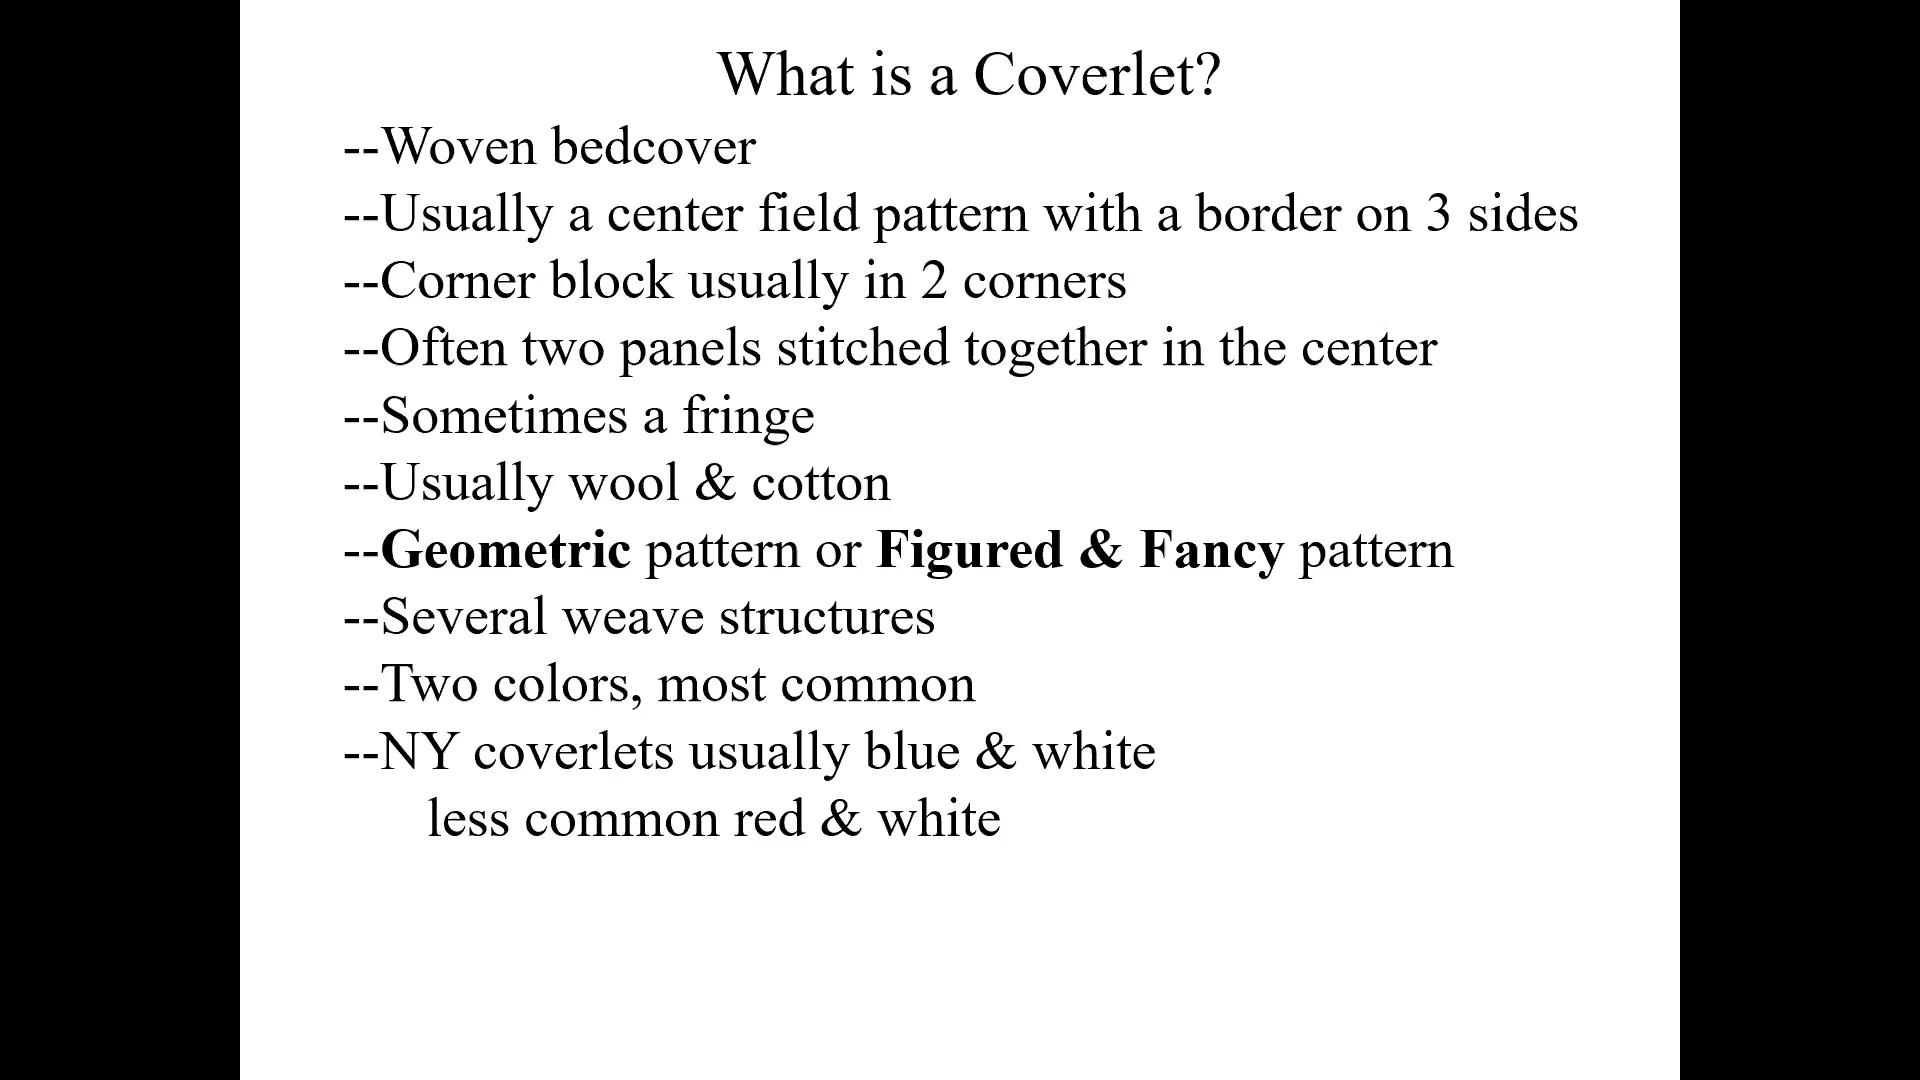 What is a Coverlet?
--Woven bedcover
--Usually a center field pattern with a border on 3 sides
--Corner block usually in 2 corners
--Often two panels stitched together in the center
--Sometimes a fringe
--Usually wool & cotton
--Geometric pattern or Figured & Fancy pattern
--Several weave structures
--Two colors, most common
--NY coverlets usually blue & white
less common red & white